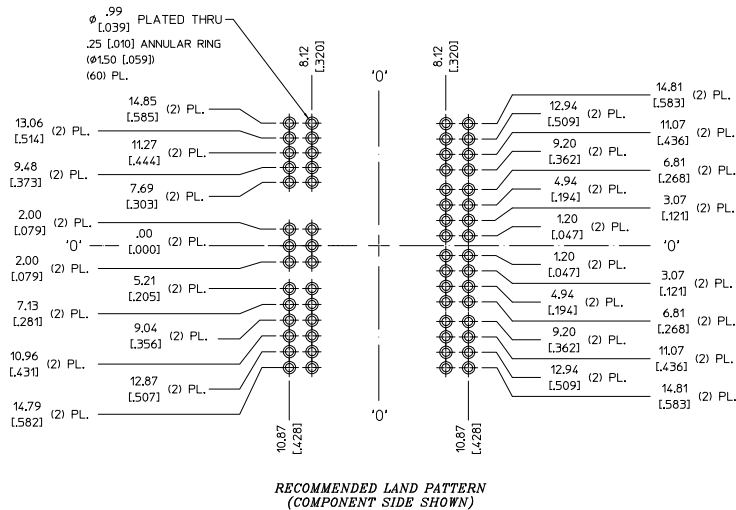 ø .99
[.039] PLATED THRU
.25 [.010] ANNULAR RING
(ø1.50 [.059])
(60) PL.
8.12
[.320]
'0'
8.12
[.320]
14.85
[.585] (2) PL.
13.06
[.514] (2) PL.
11.27
[.444] (2) PL.
9.48
[.373] (2) PL.
7.69
[.303] (2) PL.
2.00
[.079] (2) PL.
'0'
.00
[.000] (2) PL.
2.00
[.079] (2) PL.
5.21
[.205] (2) PL.
7.13
[.281] (2) PL.
9.04
[.356] (2) PL.
10.96
[.431] (2) PL.
12.87
[.507] (2) PL.
14.79
[.582] (2) PL.
14.81
[.583] (2) PL.
12.94
[.509] (2) PL.
11.07
[.436] (2) PL.
9.20
[.362] (2) PL.
6.81
[.268] (2) PL.
4.94
[.194] (2) PL.
3.07
[.121] (2) PL.
1.20
[.047] (2) PL.
'0'
1.20
[.047] (2) PL.
3.07
[.121] (2) PL.
4.94
[.194] (2) PL.
6.81
[.268] (2) PL.
9.20
[.362] (2) PL.
11.07
[.436] (2) PL.
12.94
[.509] (2) PL.
14.81
[.583] (2) PL.
10.87
[.428]
'0'
10.87
[.428]
RECOMMENDED LAND PATTERN
(COMPONENT SIDE SHOWN)